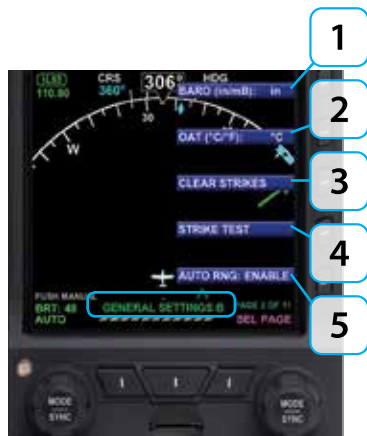 1
ILS2 CRS 306° HDG
110.80 360° BARO (in/mB): in
30
2
W OAT (°C/°F): °C
3
CLEAR STRIKES
4
STRIKE TEST
AUTO RNG: ENABLE
5
PUSH MANUAL
BRT: 48 GENERAL SETTINGS B PAGE 2 OF 11
AUTO SEL PAGE
MODE MODE
SYNC SYNC